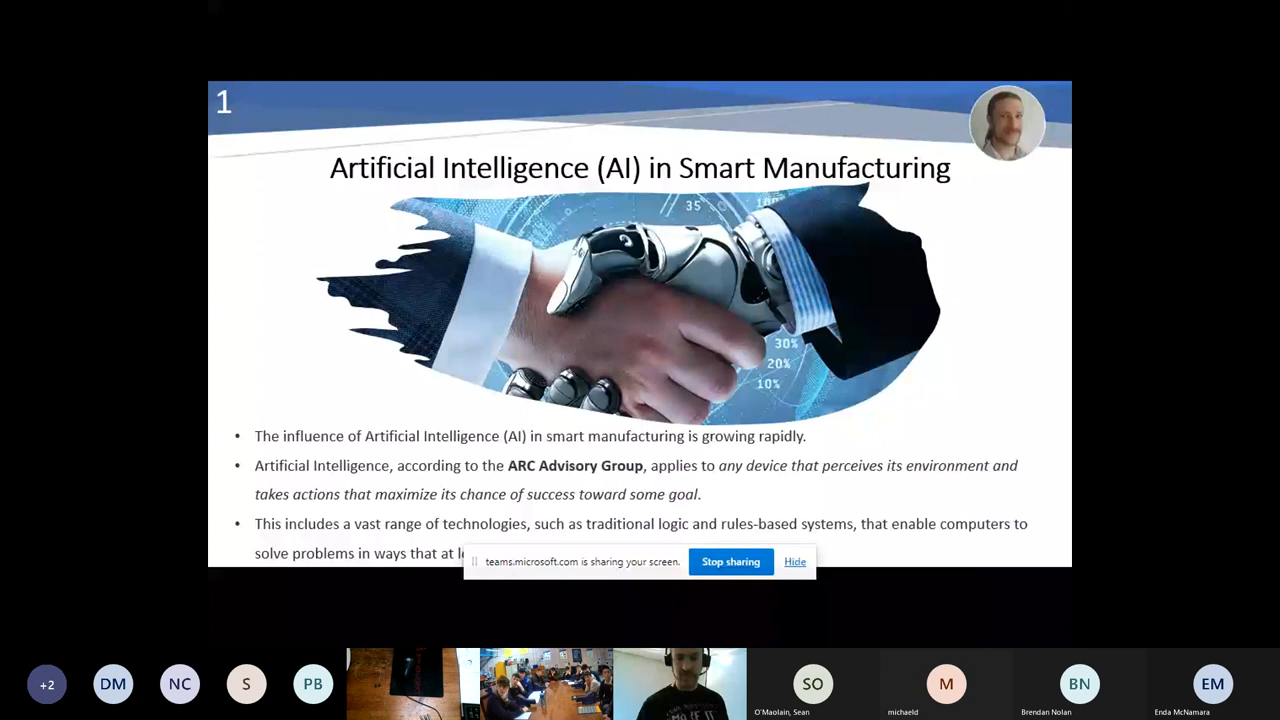 1
Artificial Intelligence (AI) in Smart Manufacturing
35
100%
30%
20%
10%
• The influence of Artificial Intelligence (AI) in smart manufacturing is growing rapidly.
• Artificial Intelligence, according to the ARC Advisory Group, applies to any device that perceives its environment and
takes actions that maximize its chance of success toward some goal.
• This includes a vast range of technologies, such as traditional logic and rules-based systems, that enable computers to
solve problems in ways that at
teams.microsoft.com is sharing your screen.
Stop sharing
Hide
+2
DM
NC
S
PB
SO
M
BN
EM
O'Maolain, Sean
michaeld
Brendan Nolan
Enda McNamara